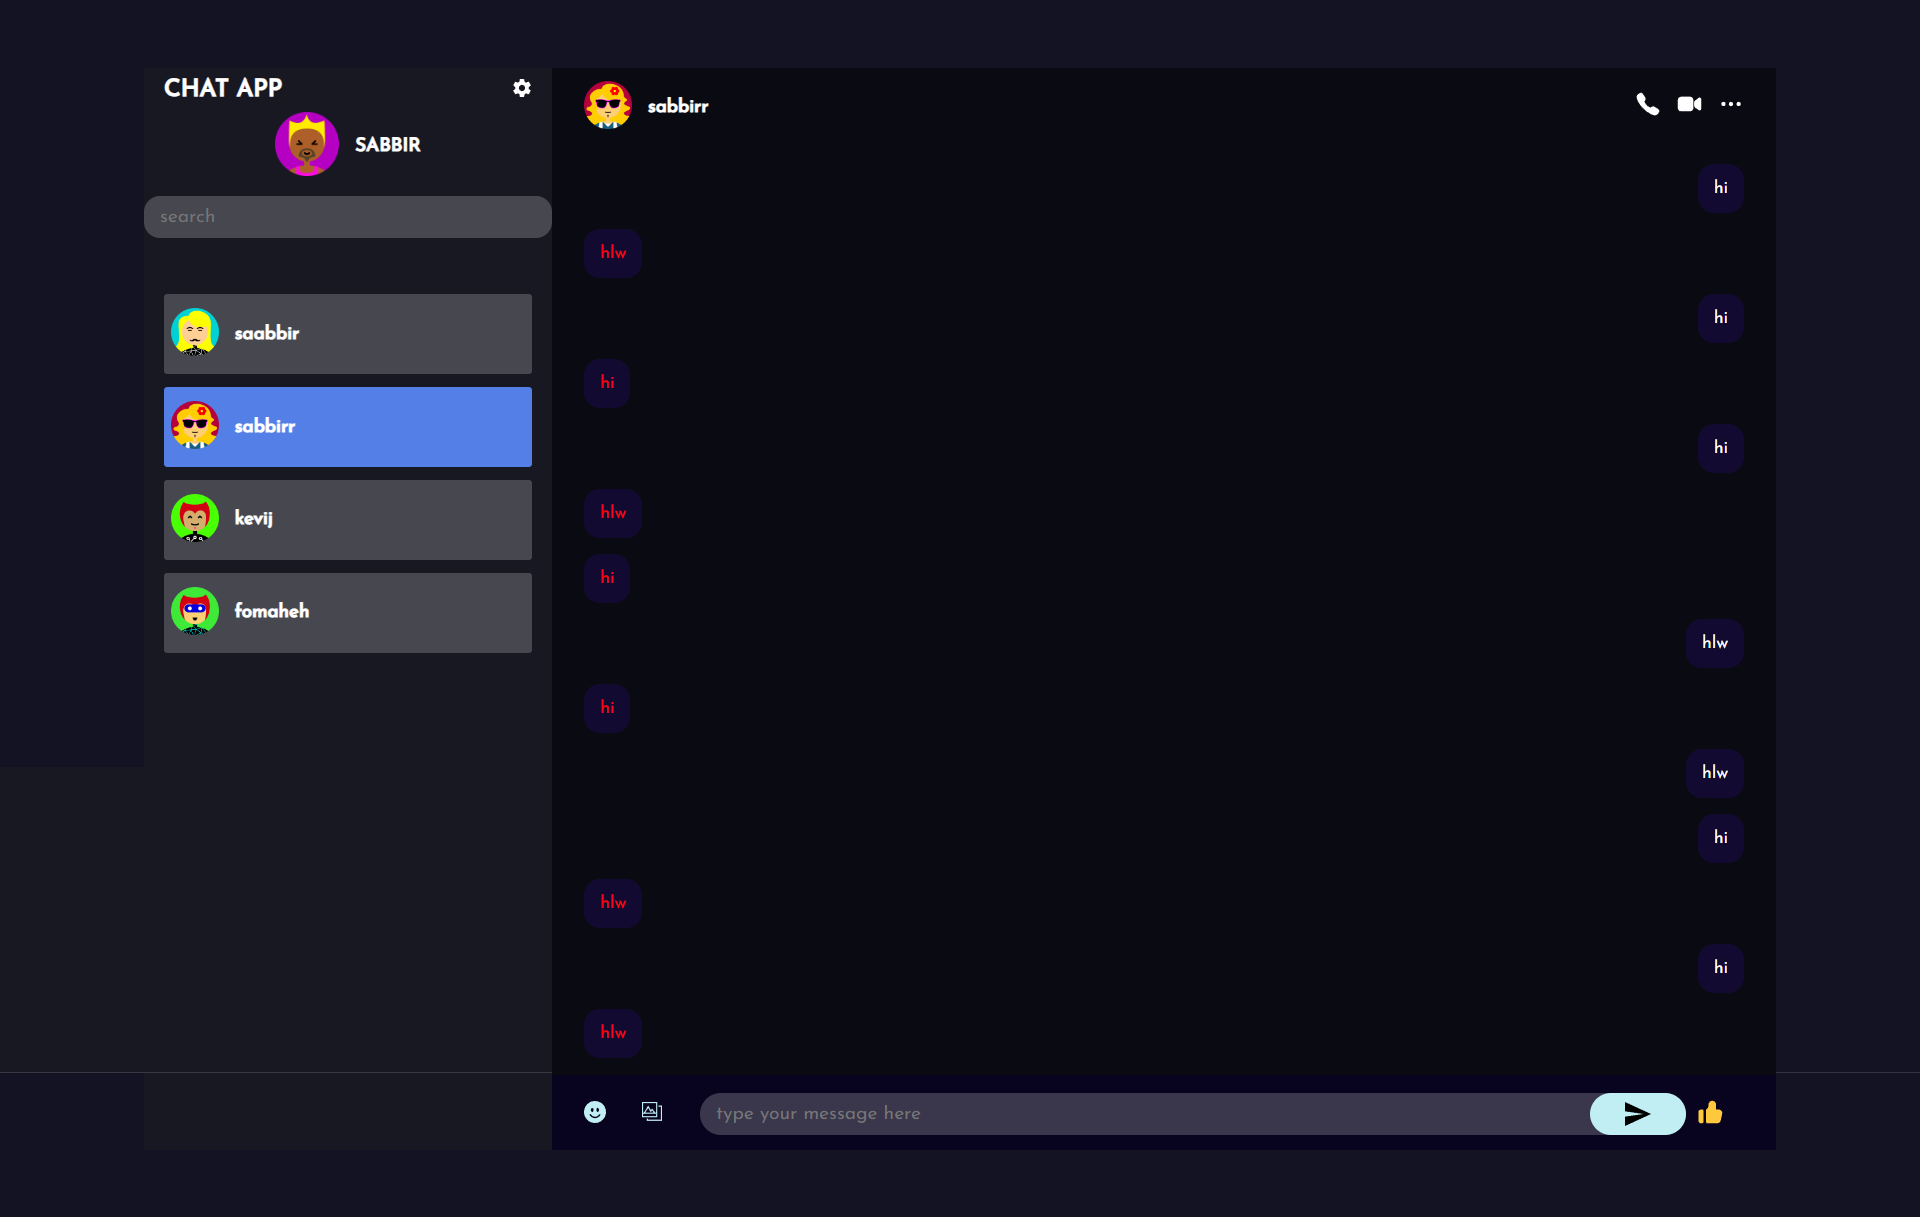 CHAT APP
SABBIR
search
saabbir
sabbirr
kevij
fomaheh
sabbirr
hi
hlw
hi
hi
hi
hlw
hi
hlw
hi
hlw
hi
hlw
hi
hlw
type your message here